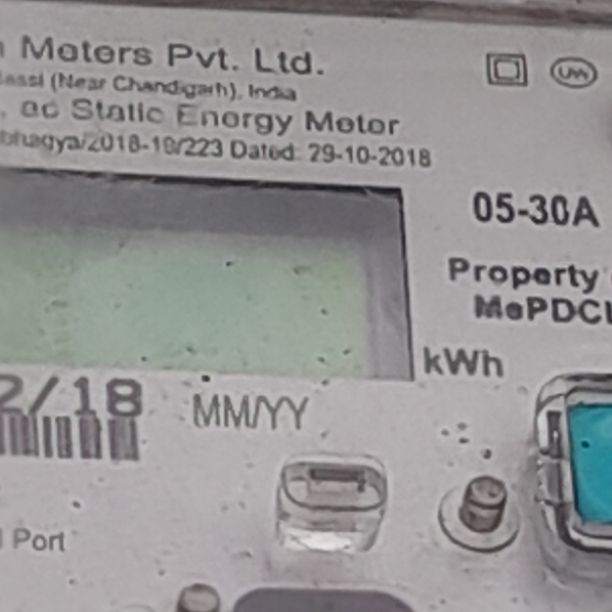 Meters Pvt. Ltd.
(Near Chandigarh), India
ac Static Energy Meter
bhagya/2018-19/223 Dated: 29-10-2018
05-30A
Property
MePDCL
kWh
2/18 MM/YY
Port